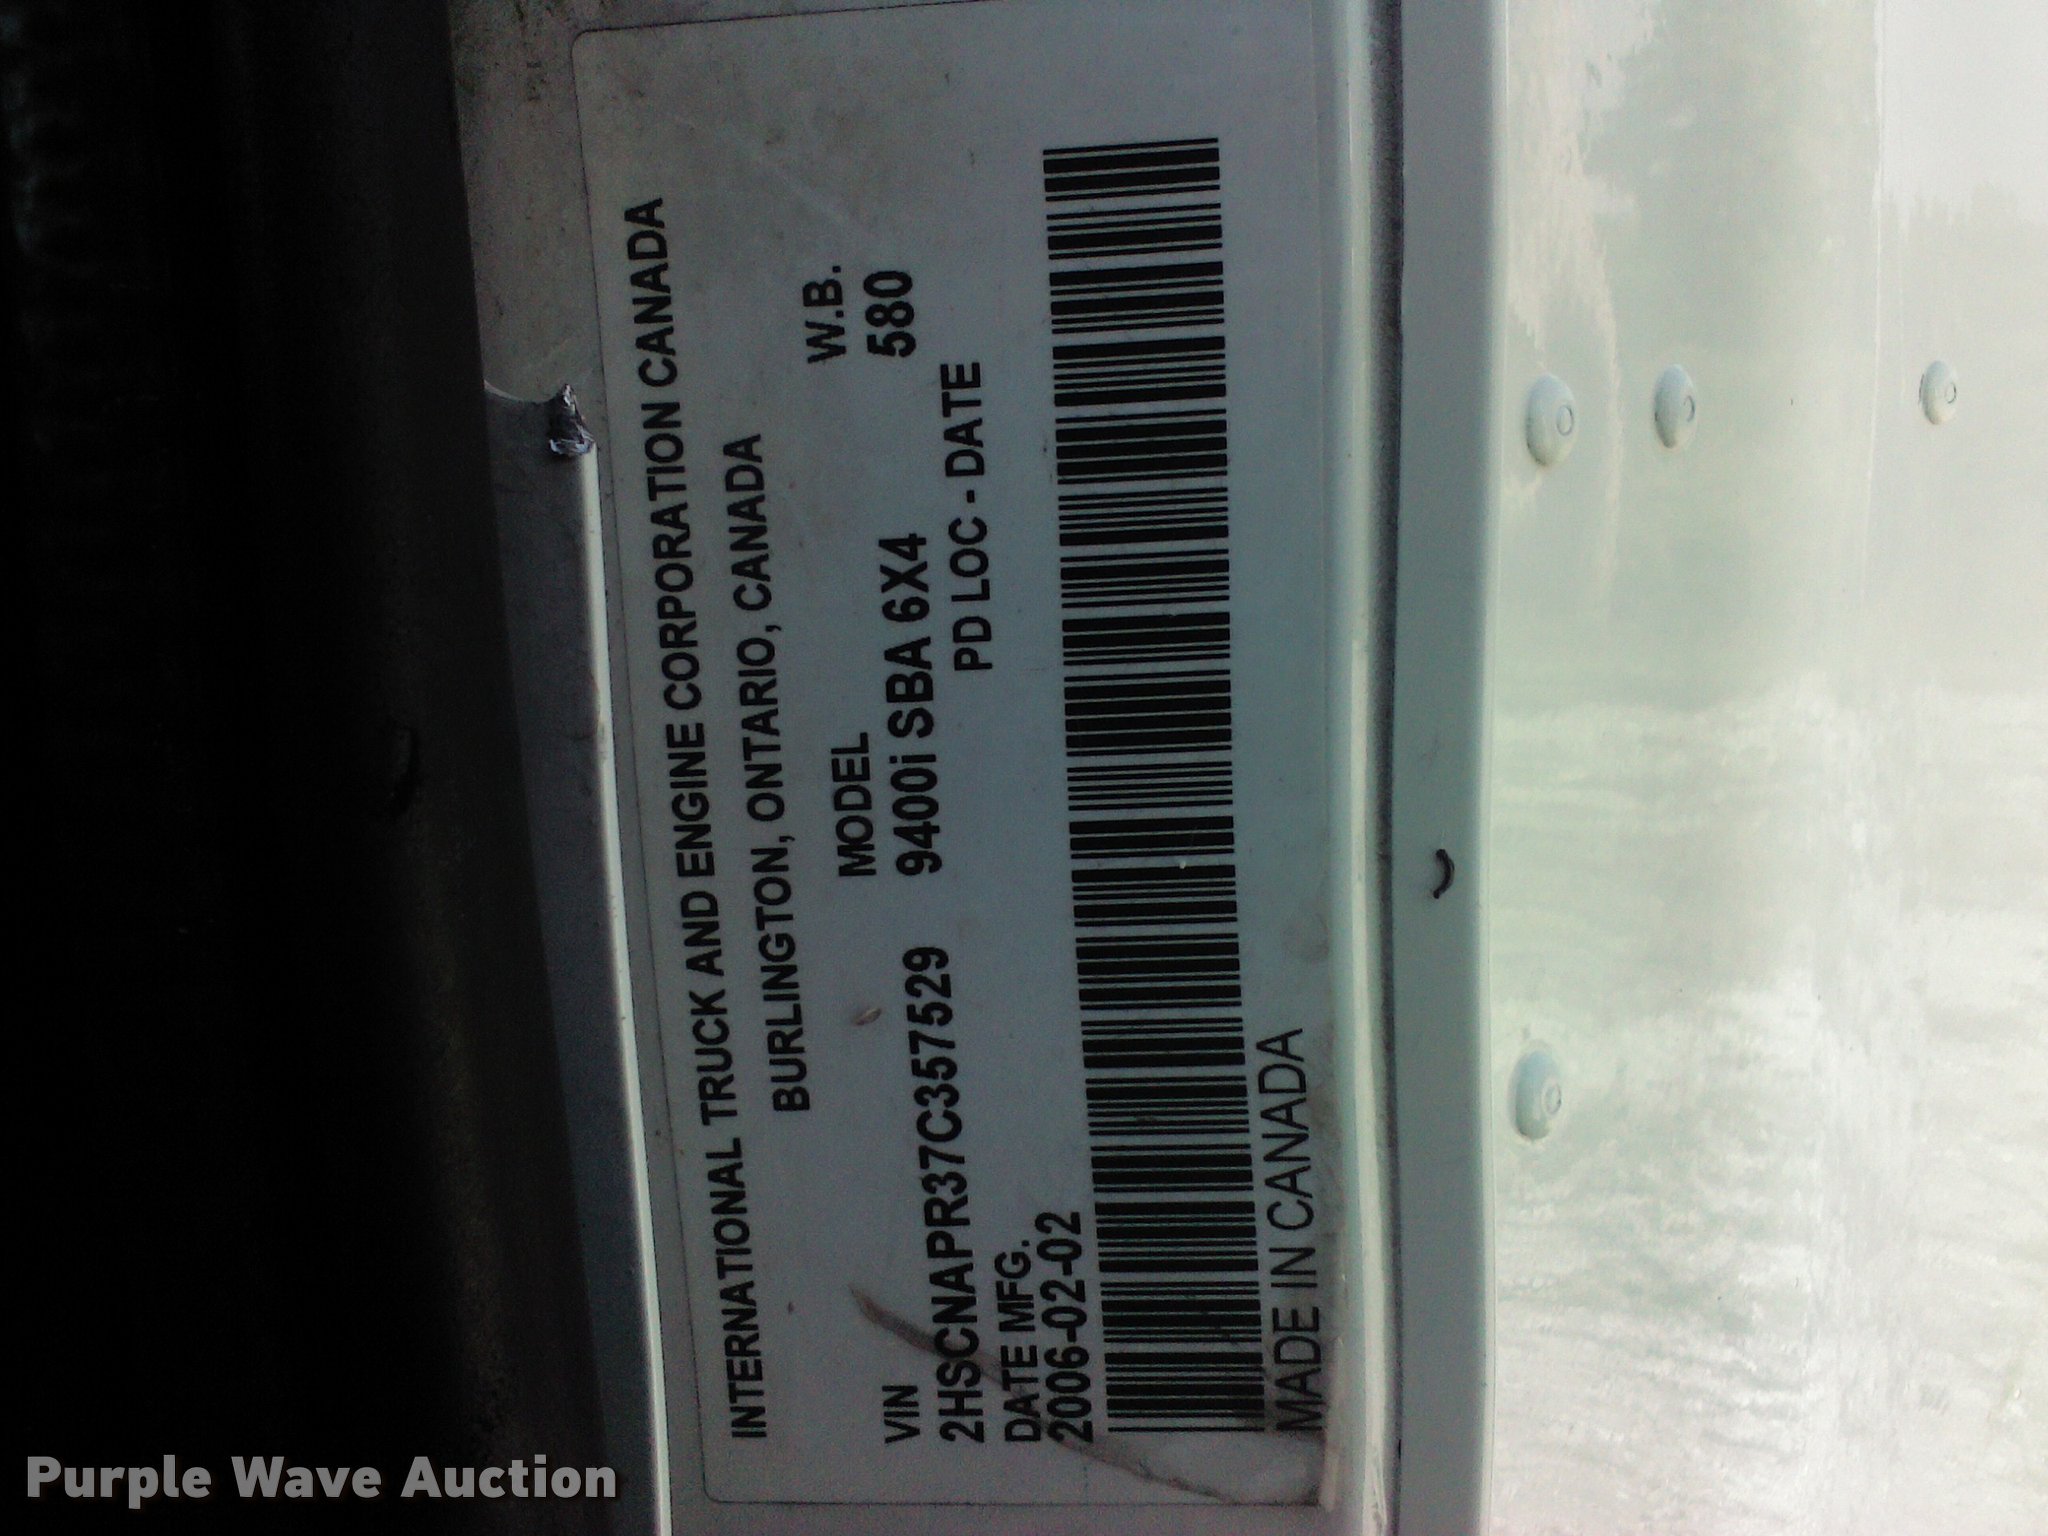 INTERNATIONAL TRUCK AND ENGINE CORPORATION CANADA
BURLINGTON, ONTARIO, CANADA
VIN MODEL W.B.
2HSCNAPR37C357529 9400i SBA 6X4 580
DATE MFG. PD LOC - DATE
2006-02-02
MADE IN CANADA
Purple Wave Auction